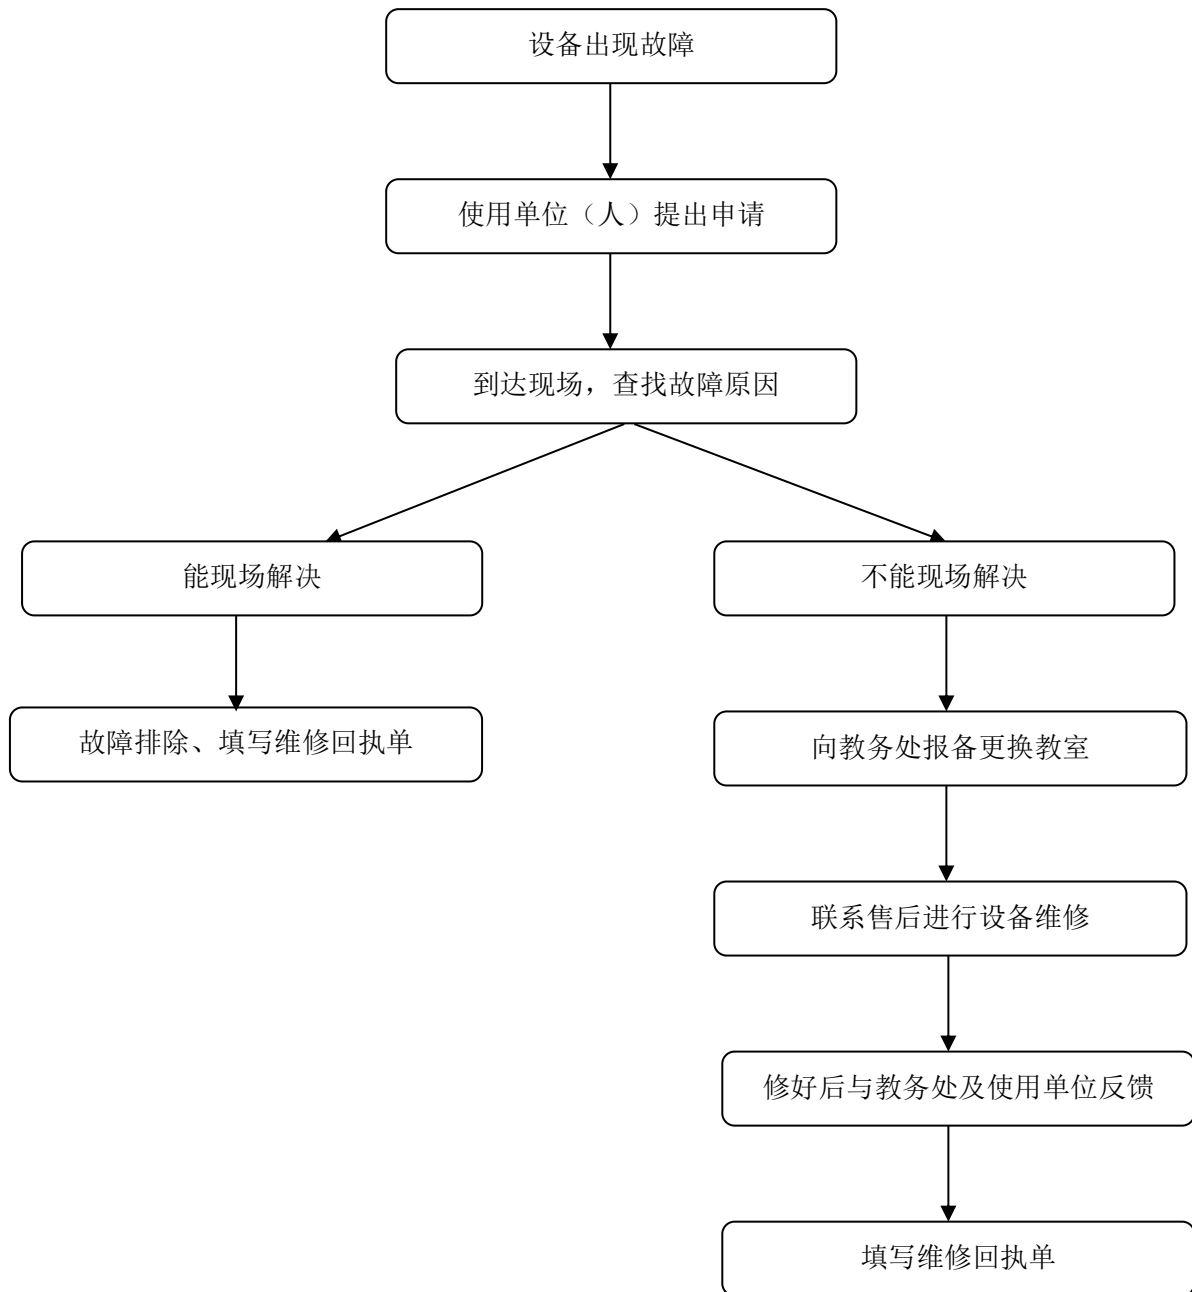 设备出现故障
使用单位（人）提出申请
到达现场，查找故障原因
能现场解决
不能现场解决
故障排除、填写维修回执单
向教务处报备更换教室
联系售后进行设备维修
修好后与教务处及使用单位反馈
填写维修回执单